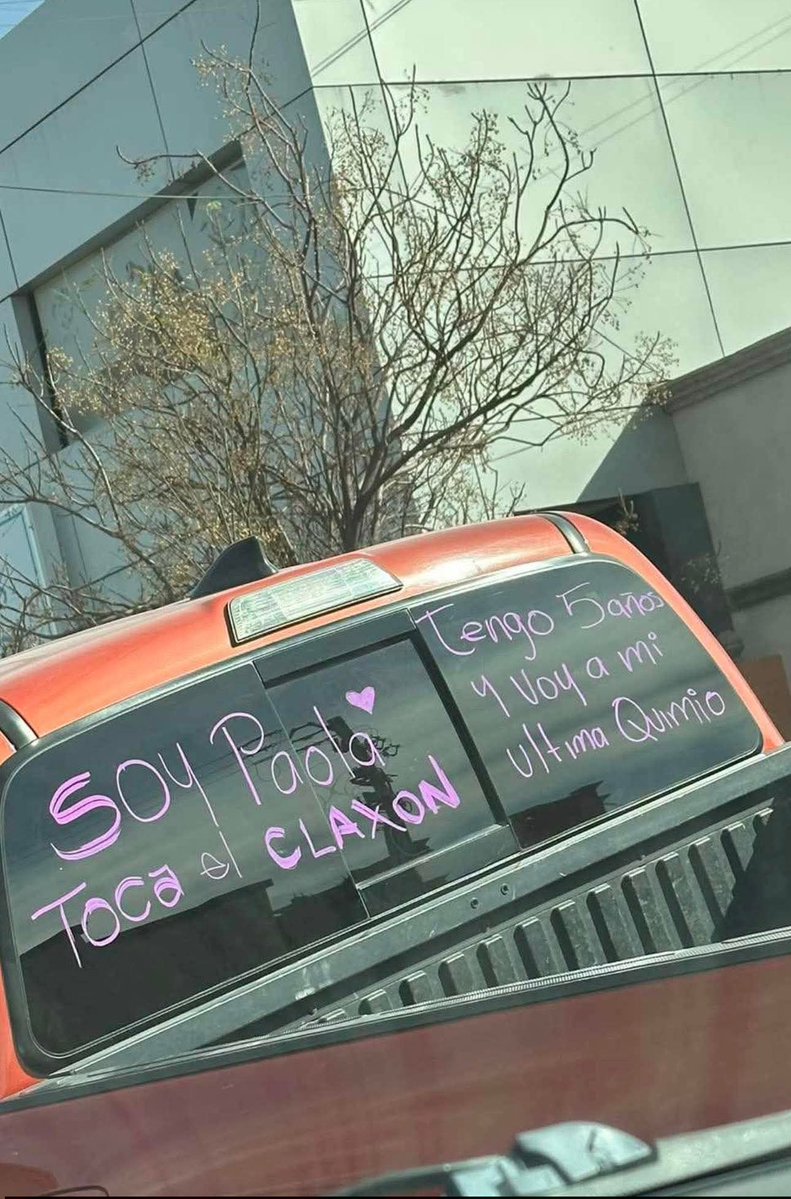 Soy Paola
Toca el CLAXON
Tengo 5 años
y voy a mi
ultima Quimio